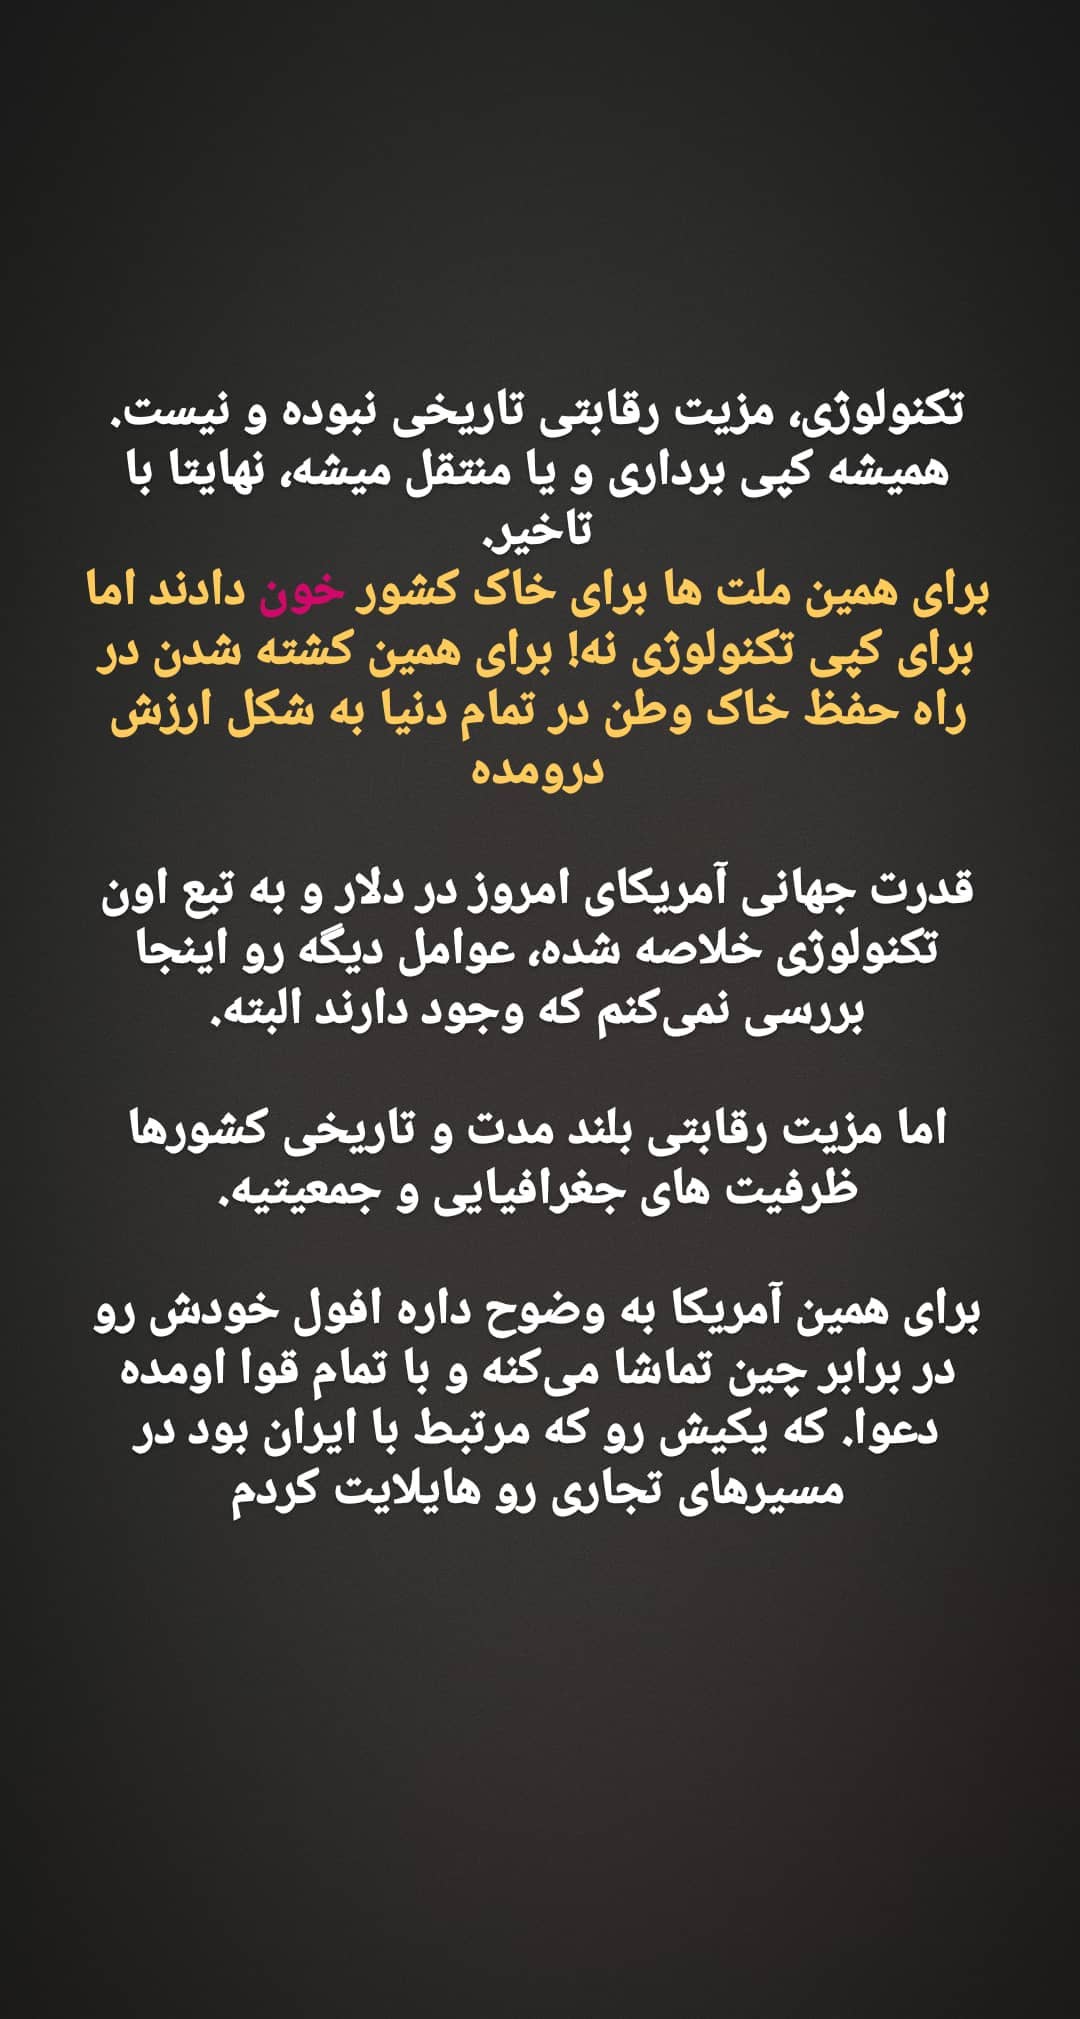 تکنولوژی، مزیت رقابتی تاریخی نبوده و نیست.
همیشه کپی برداری و یا منتقل میشه، نهایتا با
تاخیر.
برای همین ملت ها برای خاک کشور خون دادند اما
برای کپی تکنولوژی نه! برای همین کشته شدن در
راه حفظ خاک وطن در تمام دنیا به شکل ارزش
درومده
قدرت جهانی آمریکای امروز در دلار و به تبع اون
تکنولوژی خلاصه شده، عوامل دیگه رو اینجا
بررسی نمی‌کنم که وجود دارند البته.
اما مزیت رقابتی بلند مدت و تاریخی کشورها
ظرفیت های جغرافیایی و جمعیتیه.
برای همین آمریکا به وضوح داره افول خودش رو
در برابر چین تماشا می‌کنه و با تمام قوا اومده
دعوا. که یکیش رو که مرتبط با ایران بود در
مسیرهای تجاری رو هایلایت کردم